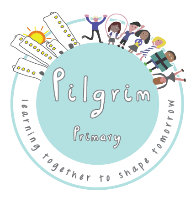 Pilgrim
Primary
learning together to shape tomorrow